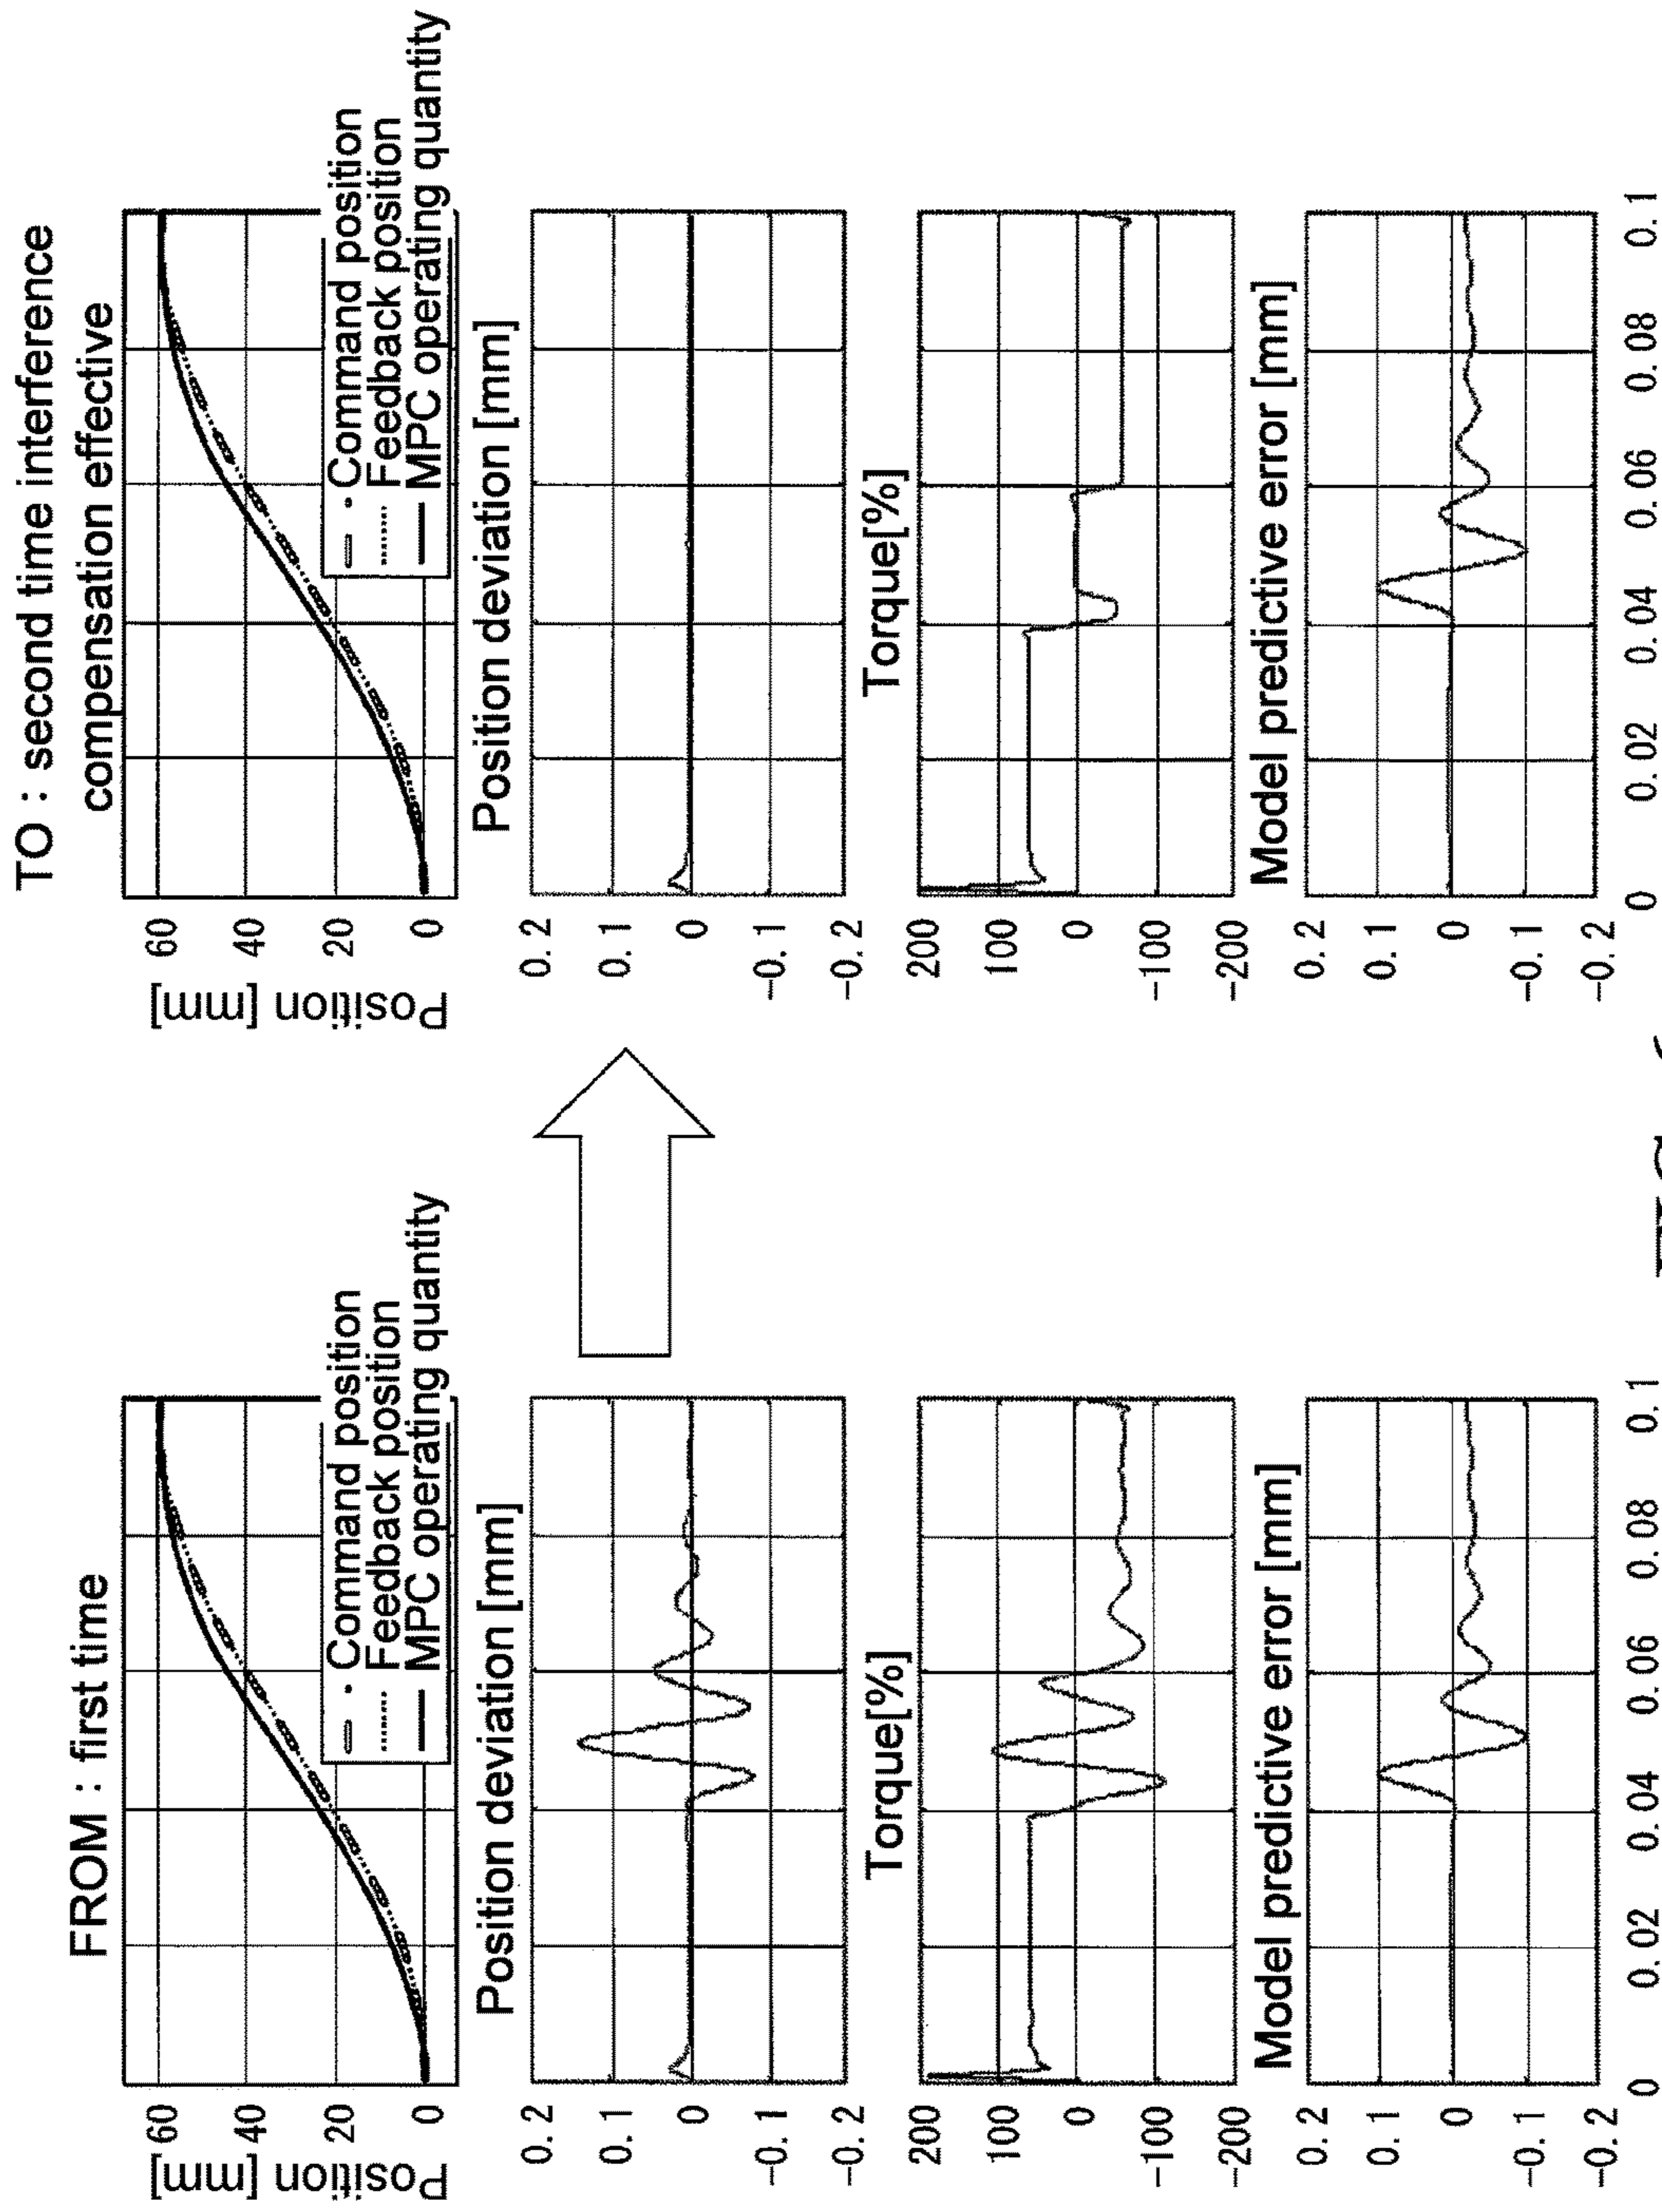 FROM : first time
Position [mm]
60
40
20
0
Command position
Feedback position
MPC operating quantity
Position deviation [mm]
0. 2
0. 1
0
-0. 1
-0. 2
Torque[%]
200
100
0
-100
-200
Model predictive error [mm]
0. 2
0. 1
0
-0. 1
-0. 2
0 0. 02 0. 04 0. 06 0. 08 0. 1
TO : second time interference
compensation effective
Position [mm]
60
40
20
0
Command position
Feedback position
MPC operating quantity
Position deviation [mm]
0. 2
0. 1
0
-0. 1
-0. 2
Torque[%]
200
100
0
-100
-200
Model predictive error [mm]
0. 2
0. 1
0
-0. 1
-0. 2
0 0. 02 0. 04 0. 06 0. 08 0. 1